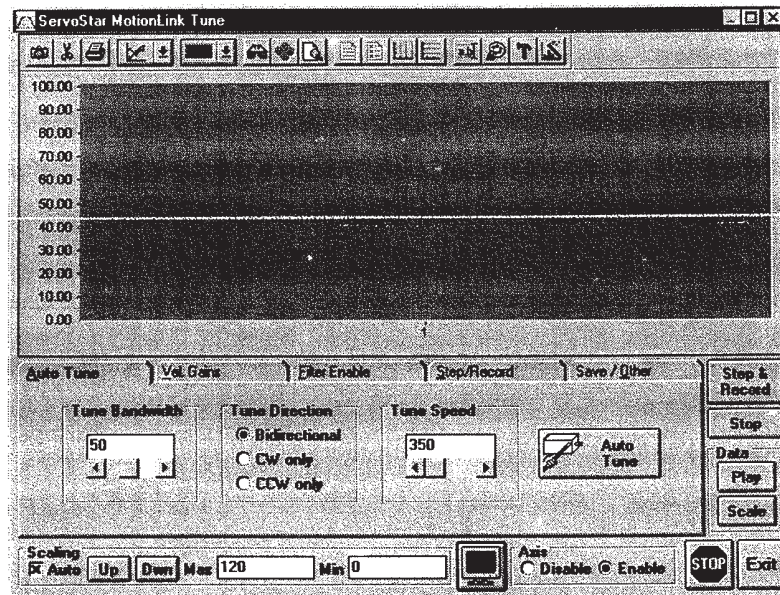 ServoStar MotionLink Tune
100.00
90.00
80.00
70.00
60.00
50.00
40.00
30.00
20.00
10.00
0.00
1
Auto Tune
Vel. Gains
Filter Enable
Step/Record
Save / Other
Step & Record
Tune Bandwidth
50
Tune Direction
Bidirectional
CW only
CCW only
Tune Speed
350
Auto Tune
Stop
Data
Play
Scale
Scaling
Auto
Up
Dwn
Max 120
Min 0
Axis
Disable
Enable
STOP
Exit